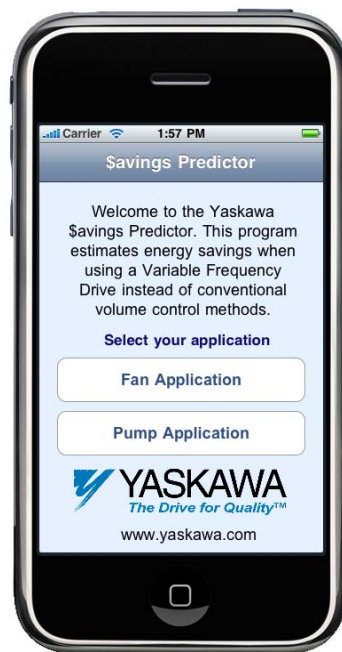 Carrier 1:57 PM
$avings Predictor
Welcome to the Yaskawa
$avings Predictor. This program
estimates energy savings when
using a Variable Frequency
Drive instead of conventional
volume control methods.
Select your application
Fan Application
Pump Application
YASKAWA
The Drive for Quality™
www.yaskawa.com